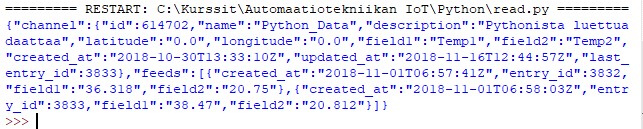 ========= RESTART: C:\Kurssit\Automaatiotekniikan IoT\Python\read.py =========
{"channel":{"id":614702,"name":"Python_Data","description":"Pythonista luettua
daattaa","latitude":"0.0","longitude":"0.0","field1":"Temp1","field2":"Temp2",
"created_at":"2018-10-30T13:33:10Z","updated_at":"2018-11-16T12:44:57Z","last_
entry_id":3833},"feeds":[{"created_at":"2018-11-01T06:57:41Z","entry_id":3832,
"field1":"36.318","field2":"20.75"},{"created_at":"2018-11-01T06:58:03Z","entr
y_id":3833,"field1":"38.47","field2":"20.812"}]}
>>>